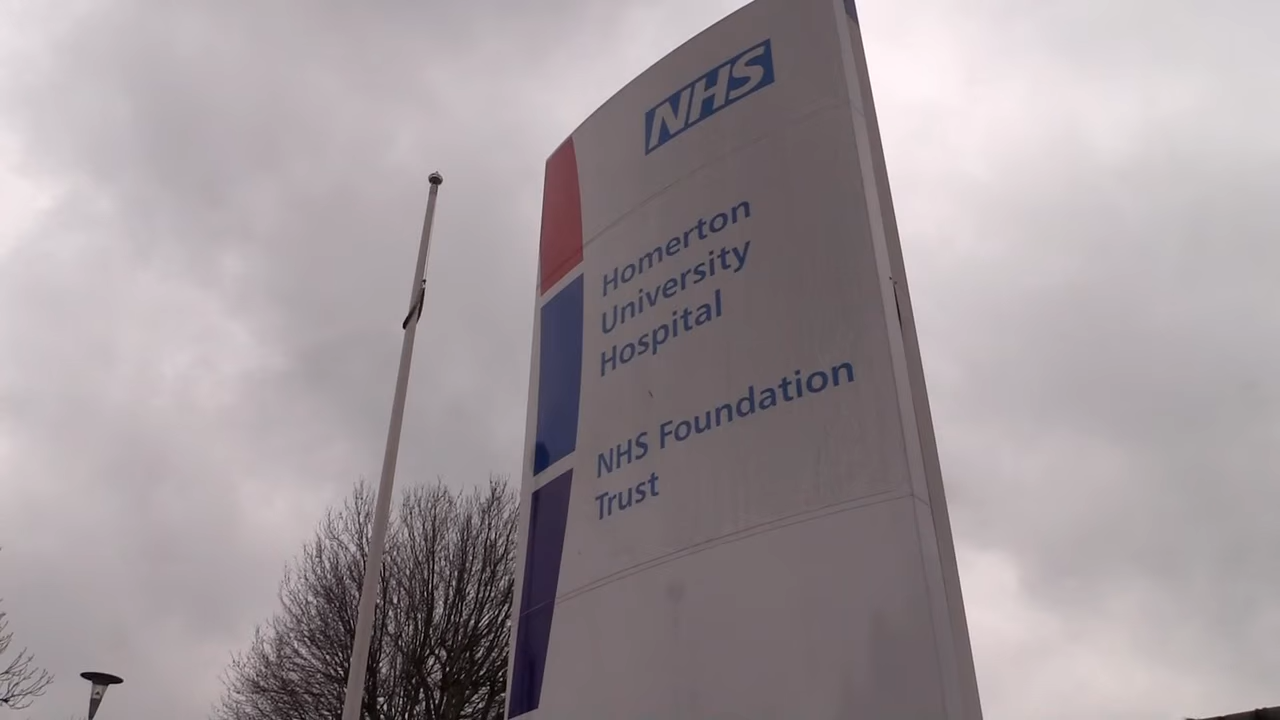 NHS
Homerton
University
Hospital
NHS Foundation
Trust